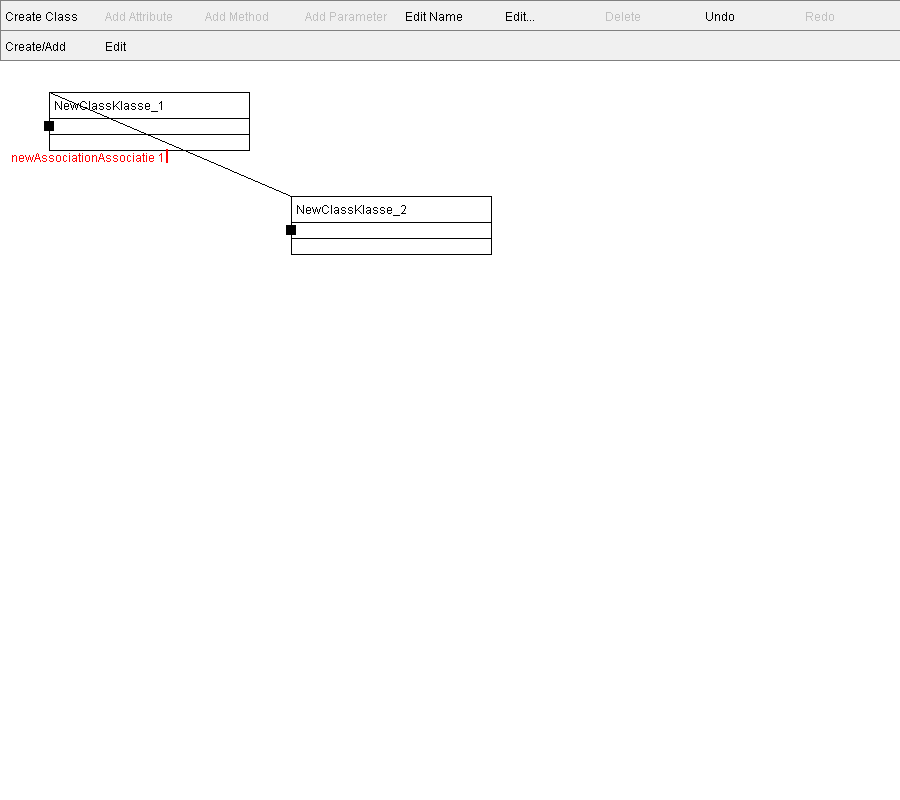 Create Class Add Attribute Add Method Add Parameter Edit Name Edit... Delete Undo Redo
Create/Add Edit
NewClassKlasse_1
newAssociationAssociatie 1
NewClassKlasse_2